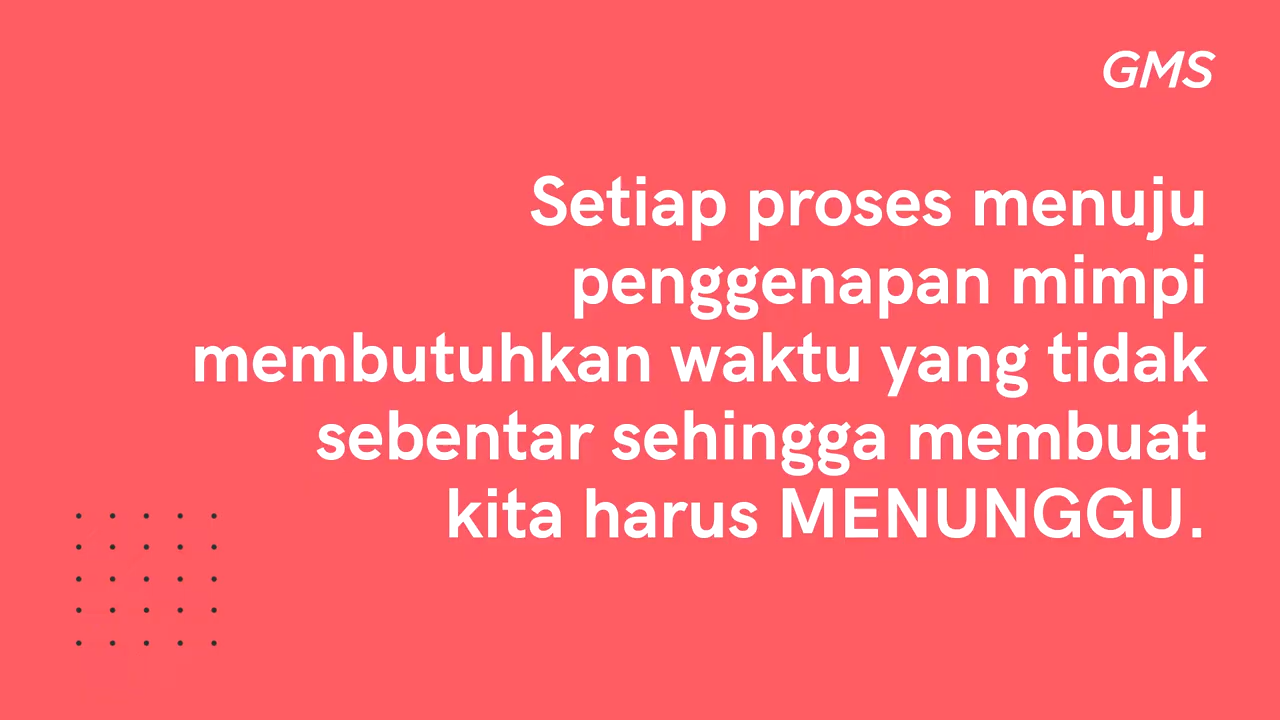 GMS
Setiap proses menuju
penggenapan mimpi
membutuhkan waktu yang tidak
sebentar sehingga membuat
kita harus MENUNGGU.